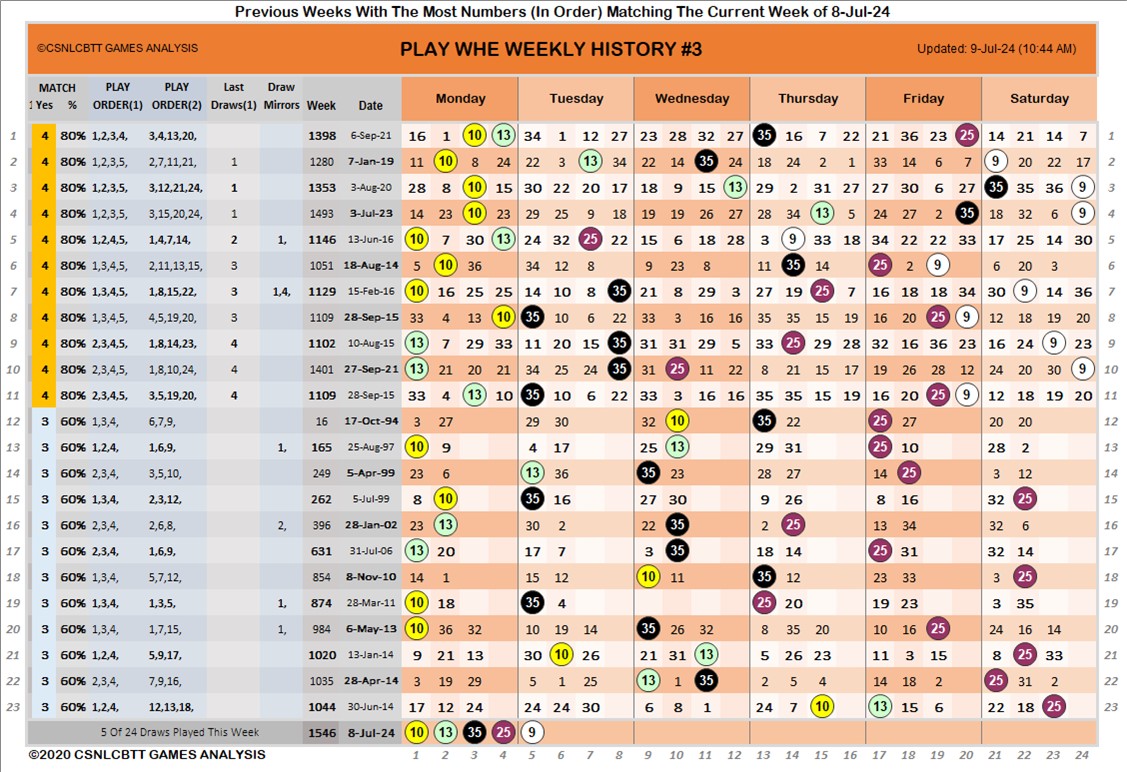 Previous Weeks With The Most Numbers (In Order) Matching The Current Week of 8-Jul-24
©CSNLCBTT GAMES ANALYSIS PLAY WHE WEEKLY HISTORY #3 Updated: 9-Jul-24 (10:44 AM)
MATCH PLAY PLAY Last Draw
1 Yes % ORDER(1) ORDER(2) Draws(1) Mirrors Week Date Monday Tuesday Wednesday Thursday Friday Saturday
1 4 80% 1,2,3,4, 3,4,13,20, 1398 6-Sep-21 16 1 10 13 34 1 12 27 23 28 32 27 35 16 7 22 21 36 23 25 14 21 14 7 1
2 4 80% 1,2,3,5, 2,7,11,21, 1 1280 7-Jan-19 11 10 8 24 22 3 13 34 22 14 35 24 18 24 2 1 33 14 6 7 9 20 22 17 2
3 4 80% 1,2,3,5, 3,12,21,24, 1 1353 3-Aug-20 28 8 10 15 30 22 20 17 18 9 15 13 29 2 31 27 27 30 6 27 35 35 36 9 3
4 4 80% 1,2,3,5, 3,15,20,24, 1 1493 3-Jul-23 14 23 10 23 29 25 9 18 19 19 26 27 28 34 13 5 24 27 2 35 18 32 6 9 4
5 4 80% 1,2,4,5, 1,4,7,14, 2 1, 1146 13-Jun-16 10 7 30 13 24 32 25 22 15 6 18 28 3 9 33 18 34 22 22 33 17 25 14 30 5
6 4 80% 1,3,4,5, 2,11,13,15, 3 1051 18-Aug-14 5 10 36 34 12 8 9 23 8 11 35 14 25 2 9 6 20 3 6
7 4 80% 1,3,4,5, 1,8,15,22, 3 1,4, 1129 15-Feb-16 10 16 25 25 14 10 8 35 21 8 29 3 27 19 25 7 16 18 18 34 30 9 14 36 7
8 4 80% 1,3,4,5, 4,5,19,20, 3 1109 28-Sep-15 33 4 13 10 35 10 6 22 33 3 16 16 35 35 15 19 16 20 25 9 12 18 19 20 8
9 4 80% 2,3,4,5, 1,8,14,23, 4 1102 10-Aug-15 13 7 29 33 11 20 15 35 31 31 29 5 33 25 29 28 32 16 36 23 16 24 9 23 9
10 4 80% 2,3,4,5, 1,8,10,24, 4 1401 27-Sep-21 13 21 20 21 34 25 24 35 31 25 11 22 8 21 15 17 19 26 28 12 24 20 30 9 10
11 4 80% 2,3,4,5, 3,5,19,20, 4 1109 28-Sep-15 33 4 13 10 35 10 6 22 33 3 16 16 35 35 15 19 16 20 25 9 12 18 19 20 11
12 3 60% 1,3,4, 6,7,9, 16 17-Oct-94 3 27 29 30 32 10 35 22 25 27 20 20 12
13 3 60% 1,2,4, 1,6,9, 1, 165 25-Aug-97 10 9 4 17 25 13 29 31 25 10 28 2 13
14 3 60% 2,3,4, 3,5,10, 249 5-Apr-99 23 6 13 36 35 23 28 27 14 25 3 12 14
15 3 60% 1,3,4, 2,3,12, 262 5-Jul-99 8 10 35 16 27 30 9 26 8 16 32 25 15
16 3 60% 2,3,4, 2,6,8, 2, 396 28-Jan-02 23 13 30 2 22 35 2 25 13 34 32 6 16
17 3 60% 2,3,4, 1,6,9, 631 31-Jul-06 13 20 17 7 3 35 18 14 25 31 32 14 17
18 3 60% 1,3,4, 5,7,12, 854 8-Nov-10 14 1 15 12 10 11 35 12 23 33 3 25 18
19 3 60% 1,3,4, 1,3,5, 1, 874 28-Mar-11 10 18 35 4 25 20 19 23 3 35 19
20 3 60% 1,3,4, 1,7,15, 1, 984 6-May-13 10 36 32 10 19 14 35 26 32 8 35 20 10 16 25 24 16 14 20
21 3 60% 1,2,4, 5,9,17, 1020 13-Jan-14 9 21 13 30 10 26 21 31 13 5 26 23 11 3 15 8 25 33 21
22 3 60% 2,3,4, 7,9,16, 1035 28-Apr-14 3 19 29 5 1 25 13 1 35 2 5 4 14 18 2 25 31 2 22
23 3 60% 1,2,4, 12,13,18, 1044 30-Jun-14 17 12 24 24 24 30 6 8 1 24 7 10 13 15 6 22 18 25 23
5 Of 24 Draws Played This Week 1546 8-Jul-24 10 13 35 25 9
©2020 CSNLCBTT GAMES ANALYSIS 1 2 3 4 5 6 7 8 9 10 11 12 13 14 15 16 17 18 19 20 21 22 23 24